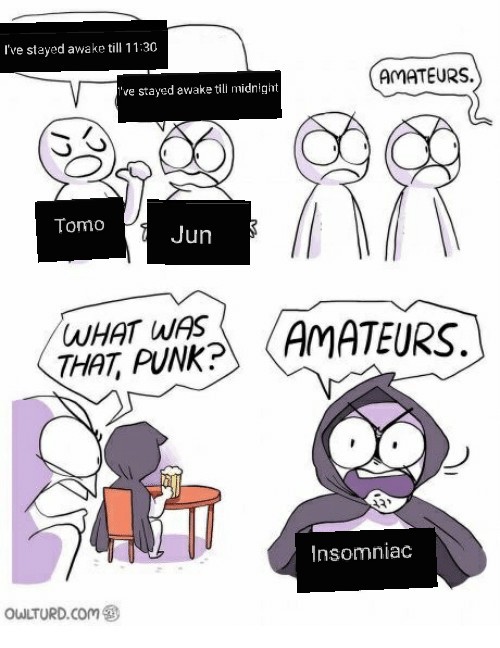 I've stayed awake till 11:30
I've stayed awake till midnight
AMATEURS.
Tomo
Jun
WHAT WAS
THAT, PUNK?
AMATEURS.
Insomniac
OWLTURD.COM